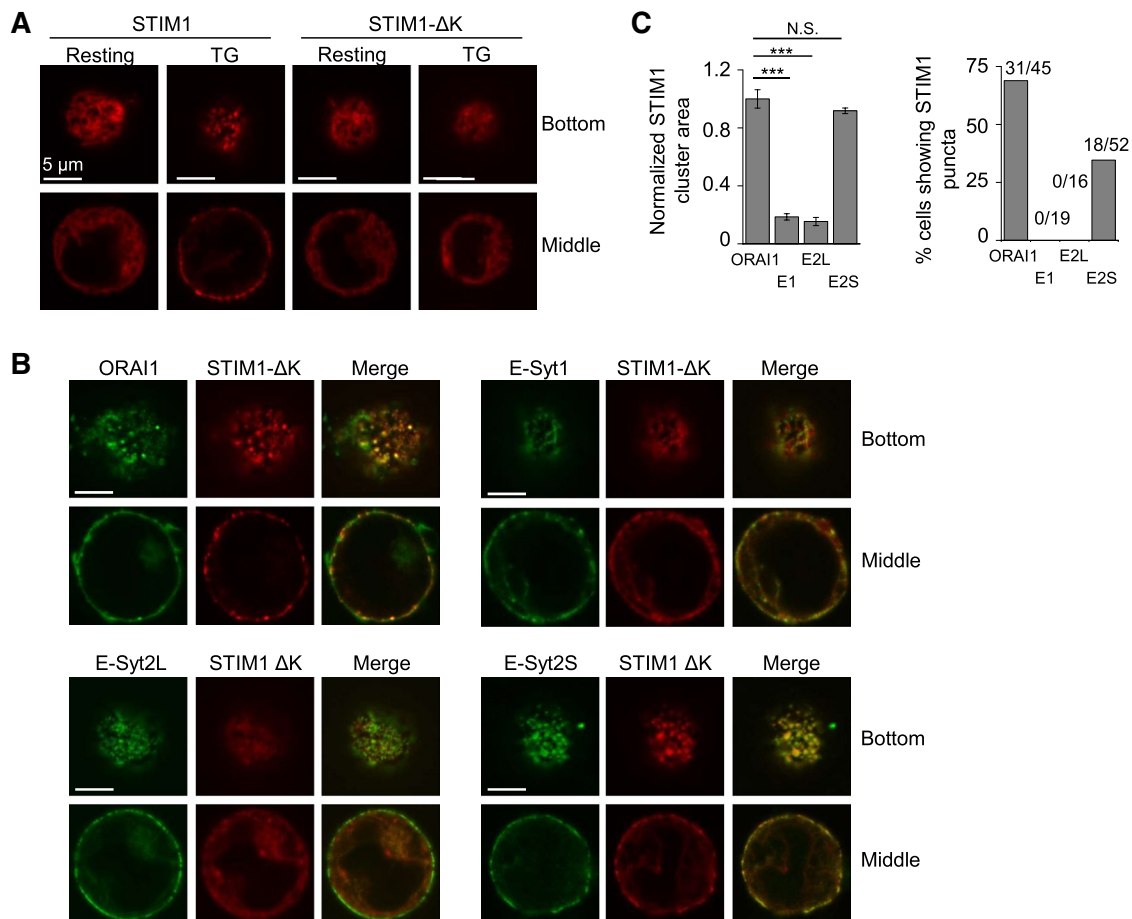 A
STIM1
STIM1-ΔK
Resting
TG
Resting
TG
5 µm
Bottom
Middle
C
N.S.
***
***
Normalized STIM1
cluster area
1.2
0.8
0.4
0
ORAI1
E1
E2L
E2S
% cells showing STIM1
puncta
75
50
25
0
31/45
0/19
0/16
18/52
ORAI1
E1
E2L
E2S
B
ORAI1
STIM1-ΔK
Merge
E-Syt1
STIM1-ΔK
Merge
Bottom
Middle
E-Syt2L
STIM1 ΔK
Merge
E-Syt2S
STIM1 ΔK
Merge
Bottom
Middle